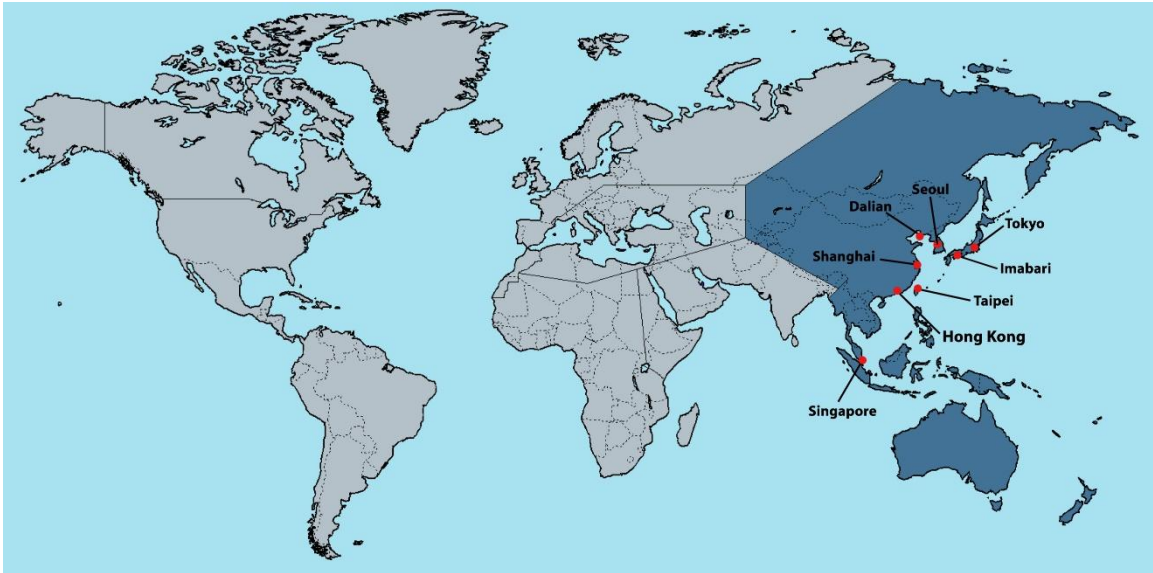 Seoul
Dalian
Tokyo
Shanghai
Imabari
Taipei
Hong Kong
Singapore